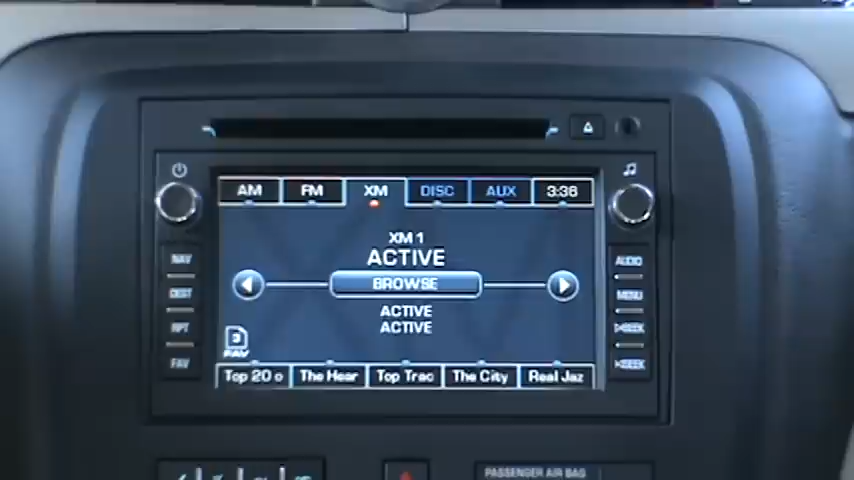 AM FM XM DISC AUX 3:36
XM 1
ACTIVE
BROWSE
ACTIVE
ACTIVE
3
FAV
Top 20 o The Hear Top Trac The City Real Jaz
NAV
DEST
RPT
FAV
AUDIO
MENU
SEEK
SEEK
PASSENGER AIR BAG